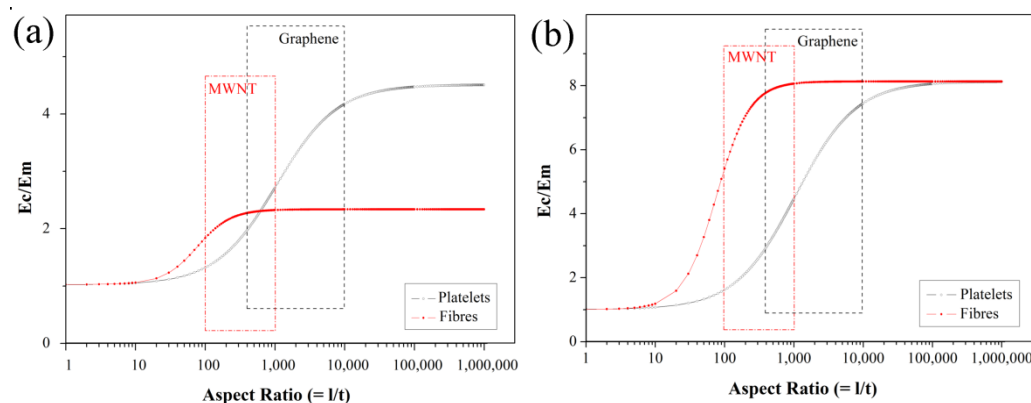 (a)
Graphene
MWNT
4
2
0
Ec/Em
Platelets
Fibres
1
10
100
1,000
10,000
100,000
1,000,000
Aspect Ratio (= l/t)
(b)
Graphene
MWNT
8
6
4
2
0
Ec/Em
Platelets
Fibres
1
10
100
1,000
10,000
100,000
1,000,000
Aspect Ratio (= l/t)